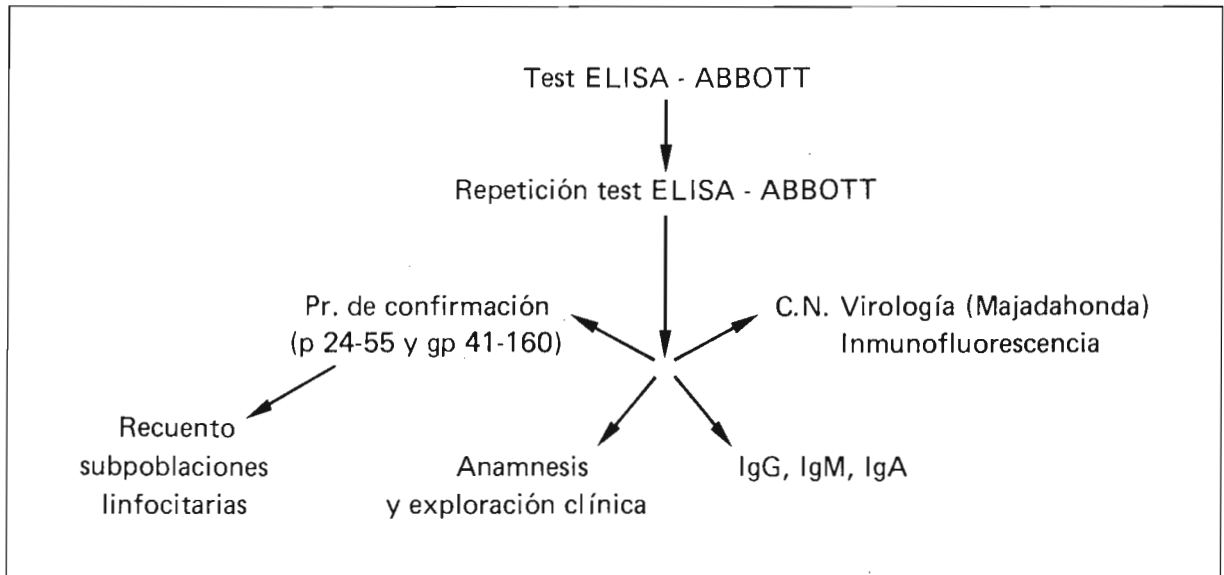 Test ELISA - ABBOTT
Repetición test ELISA - ABBOTT
Pr. de confirmación
(p 24-55 y gp 41-160)
C.N. Virología (Majadahonda)
Inmunofluorescencia
Recuento
subpoblaciones
linfocitarias
Anamnesis
y exploración clínica
IgG, IgM, IgA